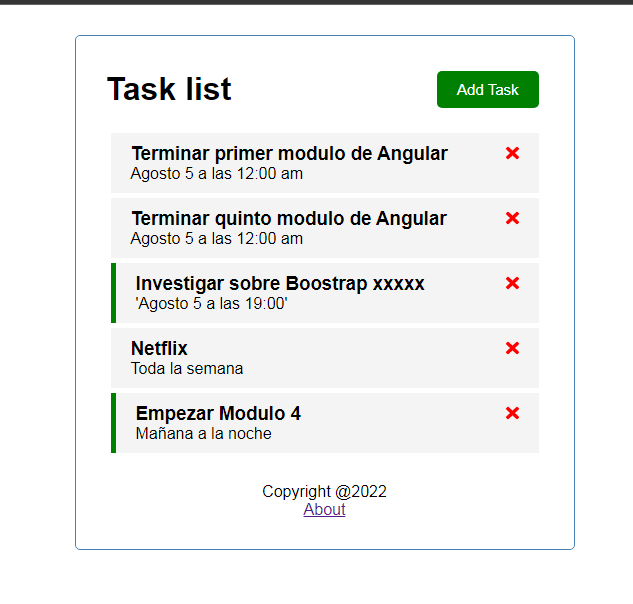 Task list
Add Task
Terminar primer modulo de Angular
Agosto 5 a las 12:00 am
Terminar quinto modulo de Angular
Agosto 5 a las 12:00 am
Investigar sobre Boostrap xxxxx
'Agosto 5 a las 19:00'
Netflix
Toda la semana
Empezar Modulo 4
Mañana a la noche
Copyright @2022
About